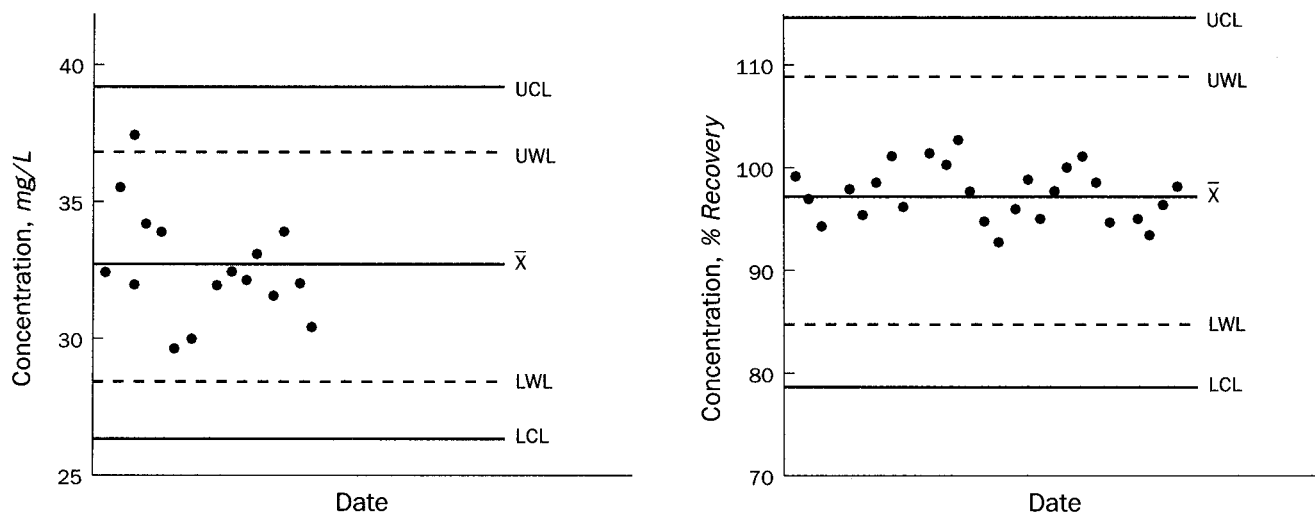 Concentration, mg/L
40
35
30
25
UCL
UWL
X̄
LWL
LCL
Date
Concentration, % Recovery
110
100
90
80
70
UCL
UWL
X̄
LWL
LCL
Date